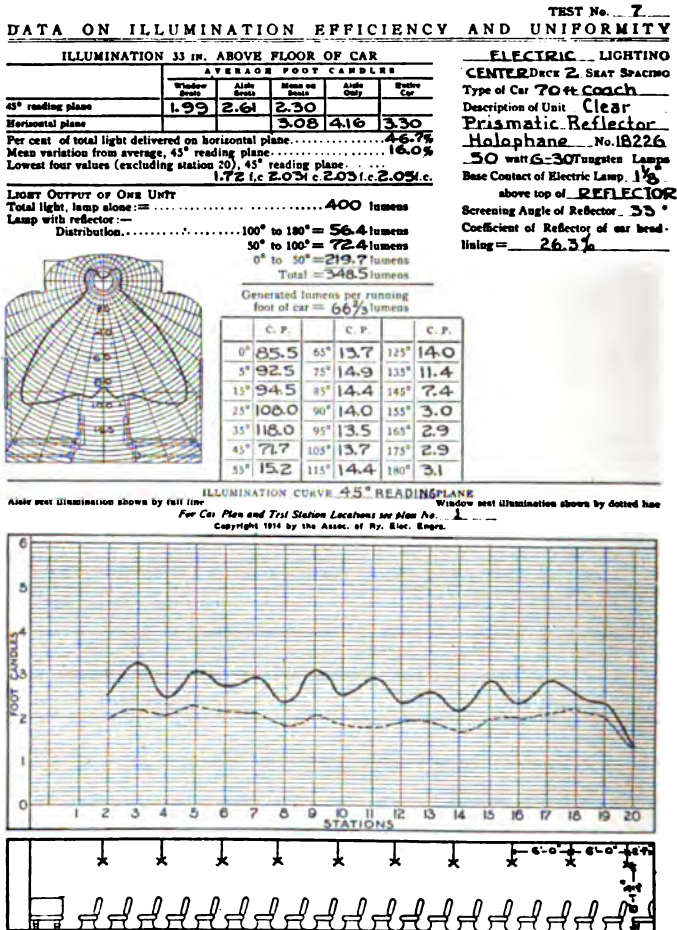 TEST No. 7
DATA ON ILLUMINATION EFFICIENCY AND UNIFORMITY
ILLUMINATION 33 IN. ABOVE FLOOR OF CAR
AVERAGE FOOT CANDLES
Window Seats Aisle Seats Mean on Seats Aisle Only Entire Car
45° reading plane 1.99 2.61 2.30
Horizontal plane 3.08 4.16 3.30
Per cent of total light delivered on horizontal plane 46.7%
Mean variation from average, 45° reading plane 16.0%
Lowest four values (excluding station 20), 45° reading plane
1.72 f.c. 2.03 f.c. 2.03 f.c. 2.05 f.c.
LIGHT OUTPUT OF ONE UNIT
Total light, lamp alone:= 400 lumens
Lamp with reflector:—
Distribution 100° to 180° = 56.4 lumens
50° to 100° = 72.4 lumens
0° to 50° = 219.7 lumens
Total = 348.5 lumens
Generated lumens per running
foot of car = 66⅔ lumens
ELECTRIC LIGHTING
CENTER DECK 2 SEAT SPACING
Type of Car 70 ft Coach
Description of Unit Clear
Prismatic Reflector
Holophane No. 18226
50 watt G-30 Tungsten Lamps
Base Contact of Electric Lamp 1⅛
above top of REFLECTOR
Screening Angle of Reflector 33°
Coefficient of Reflector of car head-
lining = 26.3%
C. P. C. P. C. P.
0° 85.5 65° 13.7 125° 14.0
5° 92.5 75° 14.9 135° 11.4
15° 94.5 85° 14.4 145° 7.4
25° 108.0 90° 14.0 155° 3.0
35° 118.0 95° 13.5 165° 2.9
45° 71.7 105° 13.7 175° 2.9
55° 15.2 115° 14.4 180° 3.1
ILLUMINATION CURVE 45° READING PLANE
Aisle seat illumination shown by full line
Window seat illumination shown by dotted line
For Car Plan and Test Station Locations see plan No. 1
Copyright 1914 by the Assoc. of Ry. Elec. Engrs.
6
5
4
3
2
1
0
FOOT CANDLES
1 2 3 4 5 6 7 8 9 10 11 12 13 14 15 16 17 18 19 20
STATIONS
6'-0" 6'-0"